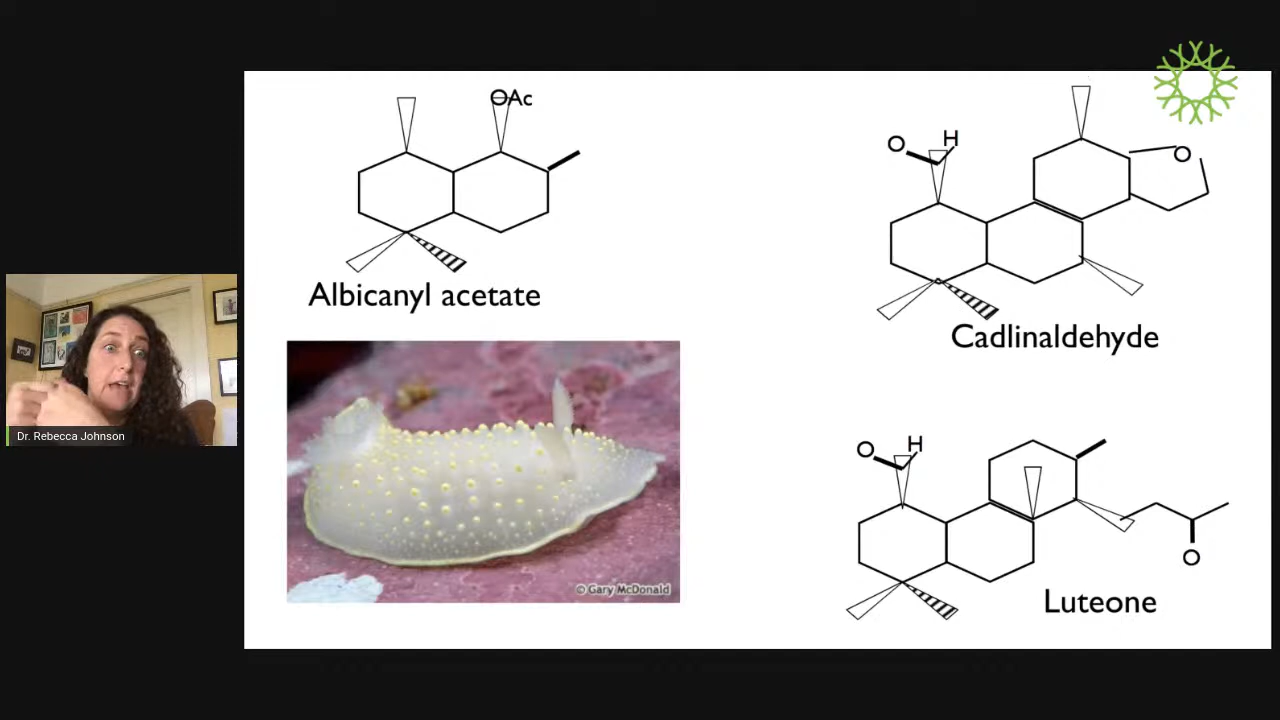 OAc
Albicanyl acetate
O H
O
Cadlinaldehyde
Dr. Rebecca Johnson
© Gary McDonald
O H
O
Luteone